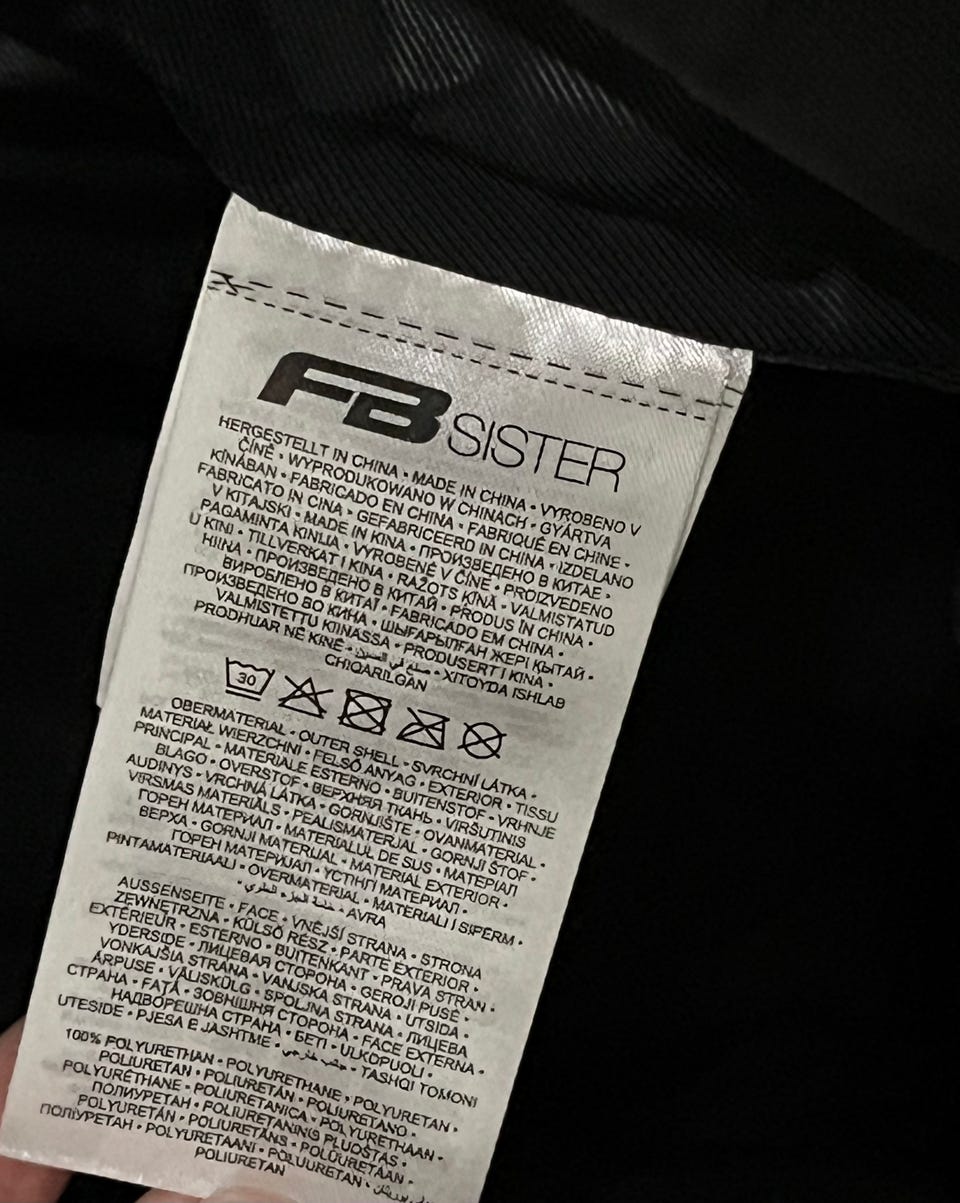 FB SISTER
HERGESTELLT IN CHINA • MADE IN CHINA • VYROBENO V
ČÍNĚ • WYPRODUKOWANO W CHINACH • GYÁRTVA
KÍNÁBAN • FABRICADO EN CHINA • FABRIQUÉ EN CHINE •
FABRICATO IN CINA • GEFABRICEERD IN CHINA • IZDELANO
V KITAJSKI • MADE IN KINA • ПРОИЗВЕДЕНО В КИТАЕ •
PAGAMINTA KINIJA • VYROBENÉ V ČÍNE • PROIZVEDENO
U KINI • TILLVERKAT I KINA • RAŽOTS ĶĪNĀ • VALMISTATUD
HIINA • ПРОИЗВЕДЕНО В КИТАЙ • PRODUS ÎN CHINA •
ВИРОБЛЕНО В КИТАЇ • FABRICADO EM CHINA •
ПРОИЗВЕДЕНО ВО КИНА • ШЫҒАРЫЛҒАН ЖЕРІ ҚЫТАЙ •
VALMISTETTU KIINASSA • PRODUSERT I KINA •
PRODHUAR NË KINË • صنع في الصين • XITOYDA ISHLAB
CHIQARILGAN
30
OBERMATERIAL • OUTER SHELL • SVRCHNÍ LÁTKA •
MATERIAŁ WIERZCHNI • FELSŐ ANYAG • EXTERIOR • TISSU
PRINCIPAL • MATERIALE ESTERNO • BUITENSTOF • VRHNJE
BLAGO • OVERSTOF • ВЕРХНЯЯ ТКАНЬ • VIRŠUTINIS
AUDINYS • VRCHNÁ LÁTKA • GORNJIŠTE • OVANMATERIAL •
VIRSMAS MATERIĀLS • PEALISMATERJAL • GORNJI ŠTOF •
ГОРЕН МАТЕРИАЛ • MATERIALUL DE SUS • МАТЕРІАЛ
ВЕРХА • GORNJI MATERIJAL • MATERIAL EXTERIOR •
ГОРЕН МАТЕРИЈАЛ • ҮСТІҢГІ МАТЕРИАЛ •
PINTAMATERIAALI • OVERMATERIAL • MATERIALI I SIPËRM •
• AVRA
AUSSENSEITE • FACE • VNĚJŠÍ STRANA • STRONA
ZEWNĘTRZNA • KÜLSŐ RÉSZ • PARTE EXTERIOR •
EXTÉRIEUR • ESTERNO • BUITENKANT • PRAVA STRAN •
YDERSIDE • ЛИЦЕВАЯ СТОРОНА • GEROJI PUSĖ •
VONKAJŠIA STRANA • VANJSKA STRANA • UTSIDA •
ĀRPUSE • VÄLISKÜLG • SPOLJNA STRANA • ЛИЦЕВА
СТРАНА • FAȚĂ • ЗОВНІШНЯ СТОРОНА • FACE EXTERNA •
НАДВОРЕШНА СТРАНА • БЕТІ • ULKOPUOLI •
UTESIDE • PJESA E JASHTME • • TASHQI TOMONI
100% POLYURETHAN • POLYURETHANE • POLYURETAN •
POLIURETAN • POLIURETÁN • POLIURETANO •
POLYURÉTHANE • POLIURETANICA • POLYURETHAAN •
ПОЛИУРЕТАН • POLIURETANINIS PLUOŠTAS •
POLYURETÁN • POLIURETĀNS • POLÜURETAAN •
ПОЛІУРЕТАН • POLYURETAANI • POLIURETAN •
POLIURETAN